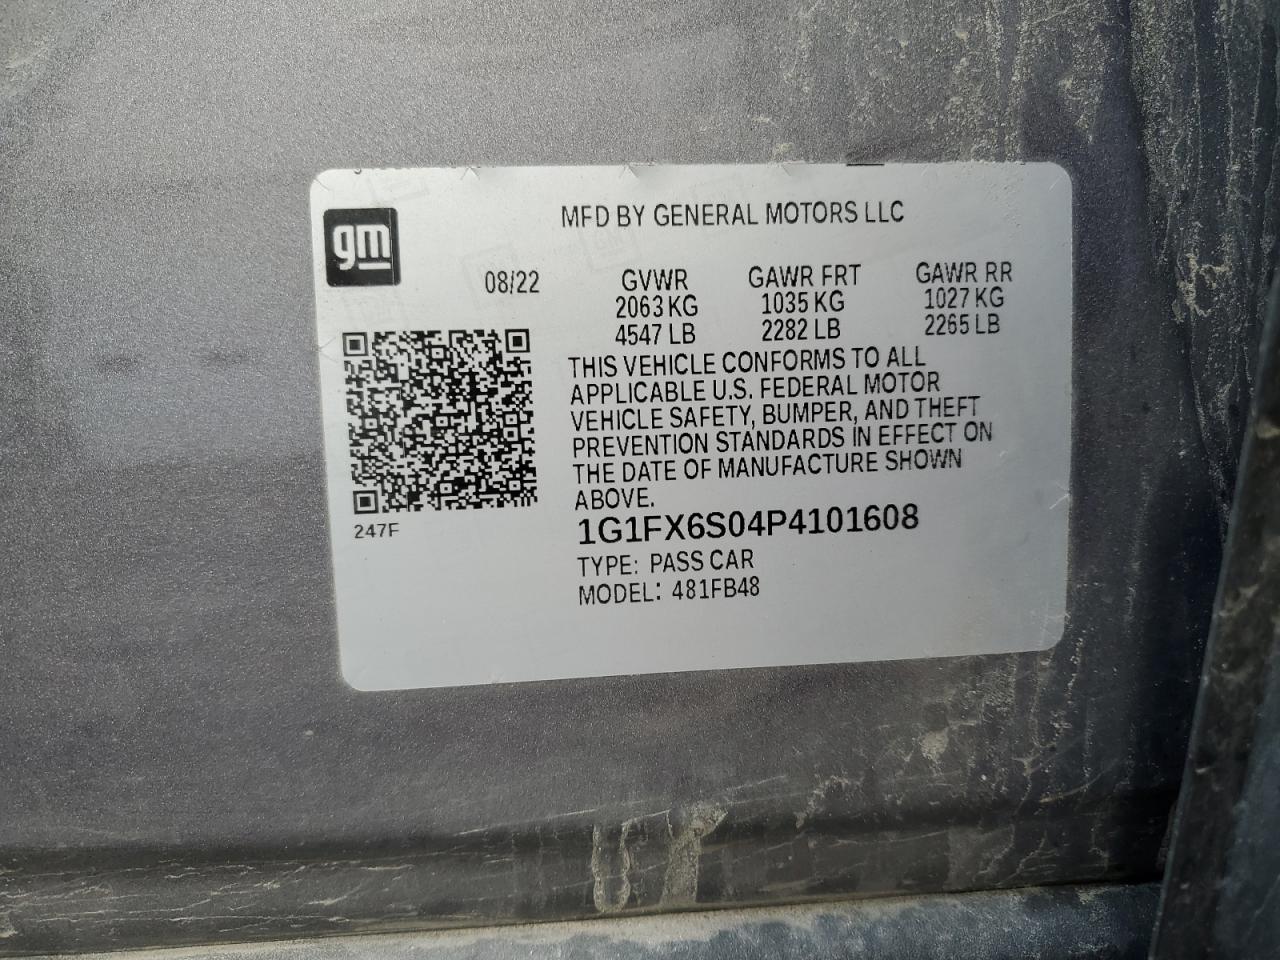 MFD BY GENERAL MOTORS LLC
gm
08/22 GVWR GAWR FRT GAWR RR
2063 KG 1035 KG 1027 KG
4547 LB 2282 LB 2265 LB
THIS VEHICLE CONFORMS TO ALL
APPLICABLE U.S. FEDERAL MOTOR
VEHICLE SAFETY, BUMPER, AND THEFT
PREVENTION STANDARDS IN EFFECT ON
THE DATE OF MANUFACTURE SHOWN
ABOVE.
247F
1G1FX6S04P4101608
TYPE: PASS CAR
MODEL: 481FB48